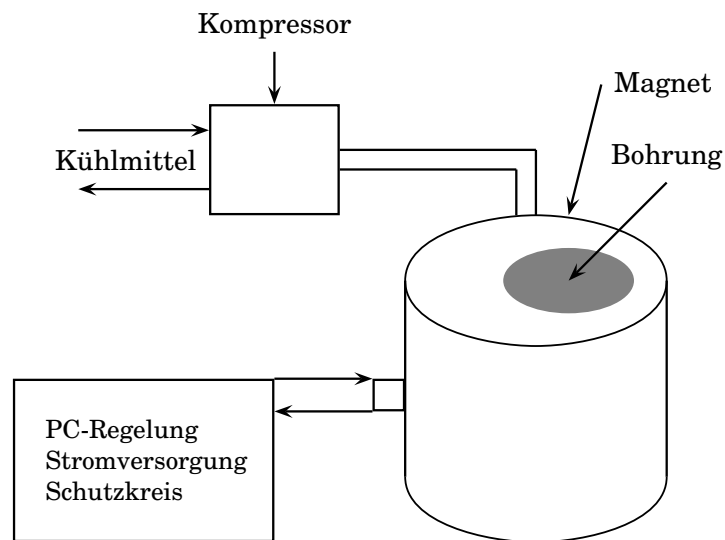 Kompressor
Magnet
Kühlmittel
Bohrung
PC-Regelung
Stromversorgung
Schutzkreis